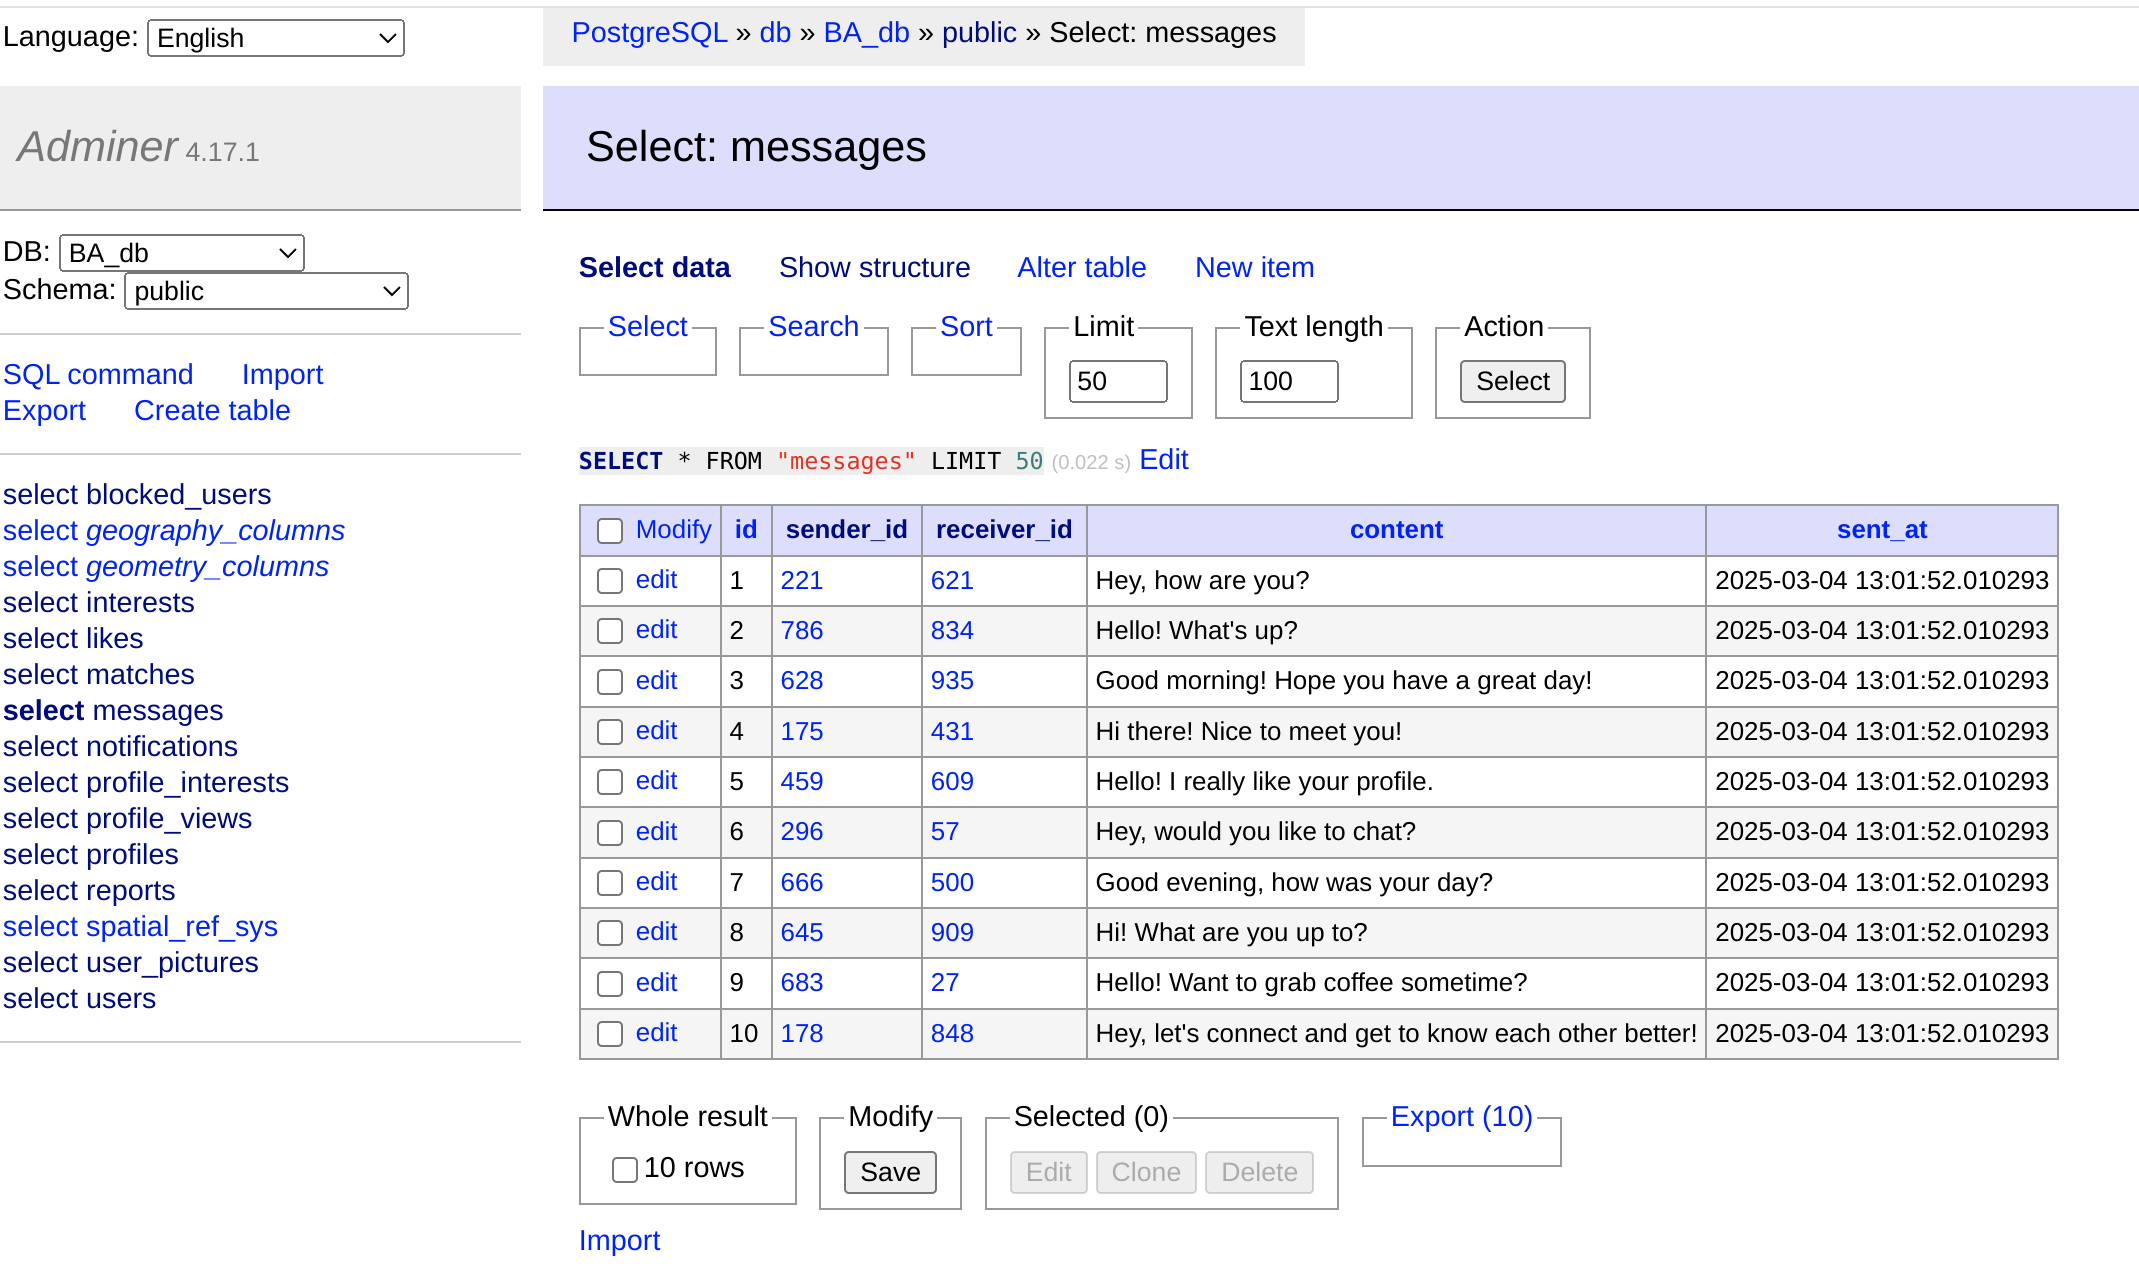 Language: English
PostgreSQL » db » BA_db » public » Select: messages
Adminer 4.17.1
Select: messages
DB: BA_db
Schema: public
SQL command Import
Export Create table
select blocked_users
select geography_columns
select geometry_columns
select interests
select likes
select matches
select messages
select notifications
select profile_interests
select profile_views
select profiles
select reports
select spatial_ref_sys
select user_pictures
select users
Select data Show structure Alter table New item
Select Search Sort Limit Text length Action
50 100 Select
SELECT * FROM "messages" LIMIT 50 (0.022 s) Edit
Modify id sender_id receiver_id content sent_at
edit 1 221 621 Hey, how are you? 2025-03-04 13:01:52.010293
edit 2 786 834 Hello! What's up? 2025-03-04 13:01:52.010293
edit 3 628 935 Good morning! Hope you have a great day! 2025-03-04 13:01:52.010293
edit 4 175 431 Hi there! Nice to meet you! 2025-03-04 13:01:52.010293
edit 5 459 609 Hello! I really like your profile. 2025-03-04 13:01:52.010293
edit 6 296 57 Hey, would you like to chat? 2025-03-04 13:01:52.010293
edit 7 666 500 Good evening, how was your day? 2025-03-04 13:01:52.010293
edit 8 645 909 Hi! What are you up to? 2025-03-04 13:01:52.010293
edit 9 683 27 Hello! Want to grab coffee sometime? 2025-03-04 13:01:52.010293
edit 10 178 848 Hey, let's connect and get to know each other better! 2025-03-04 13:01:52.010293
Whole result Modify Selected (0) Export (10)
10 rows Save Edit Clone Delete
Import